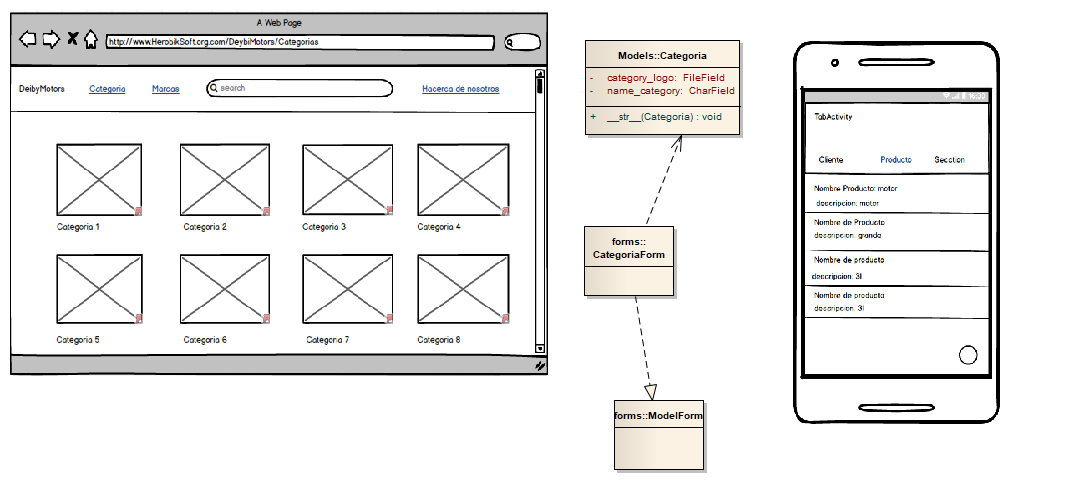 A Web Page
http://www.HerobikSoft.org.com/DeybiMotors/Categorias
DeibyMotors
Categoria
Marcas
search
Hacerca de nosotros
Categoria 1
Categoria 2
Categoria 3
Categoria 4
Categoria 5
Categoria 6
Categoria 7
Categoria 8
Models::Categoria
- category_logo: FileField
- name_category: CharField
+ __str__(Categoria) : void
forms::
CategoriaForm
forms::ModelForm
TabActivity
Cliente
Producto
Secction
Nombre Producto: motor
descripcion: motor
Nombre de Producto
descripcion: grande
Nombre de producto
descripcion: 3l
Nombre de producto
descripcion: 3l